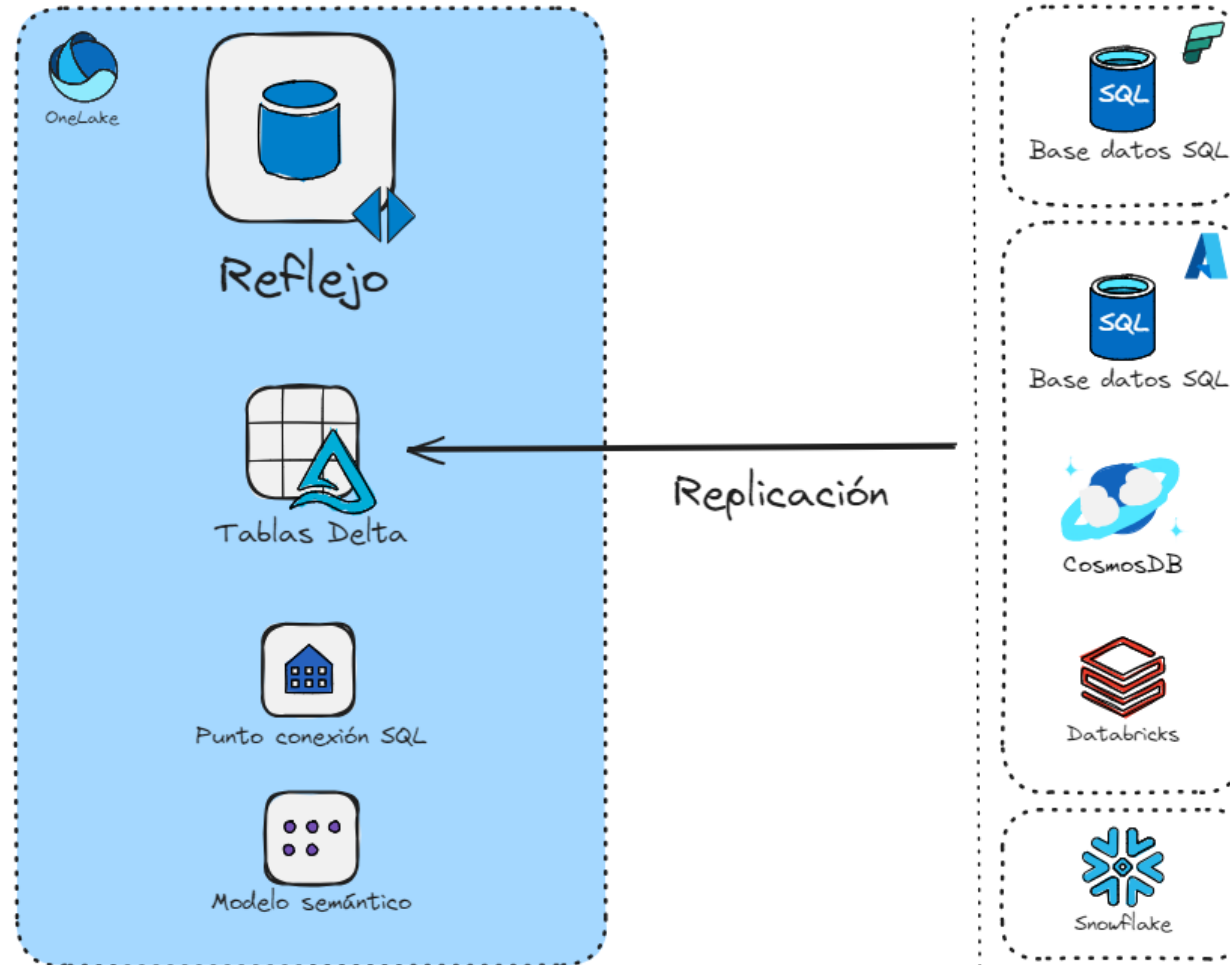 OneLake
Reflejo
Tablas Delta
Punto conexión SQL
Modelo semántico
Replicación
SQL
Base datos SQL
SQL
Base datos SQL
CosmosDB
Databricks
Snowflake